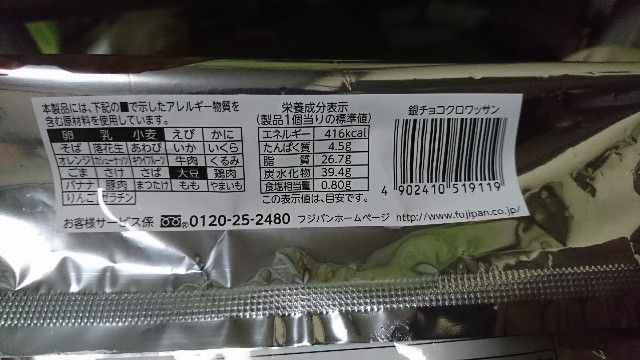 本製品には、下記の■で示したアレルギー物質を
含む原材料を使用しています。
卵 乳 小麦 えび かに
そば 落花生 あわび いか いくら
オレンジ カシューナッツ キウイフルーツ 牛肉 くるみ
ごま さけ さば 大豆 鶏肉
バナナ 豚肉 まつたけ もも やまいも
りんご ゼラチン
栄養成分表示
(製品1個当りの標準値)
エネルギー 416kcal
たんぱく質 4.5g
脂質 26.7g
炭水化物 39.4g
食塩相当量 0.80g
この表示値は、目安です。
銀チョコクロワッサン
4 902410 519119
お客様サービス係 0120-25-2480 フジパンホームページ http://www.fujipan.co.jp/